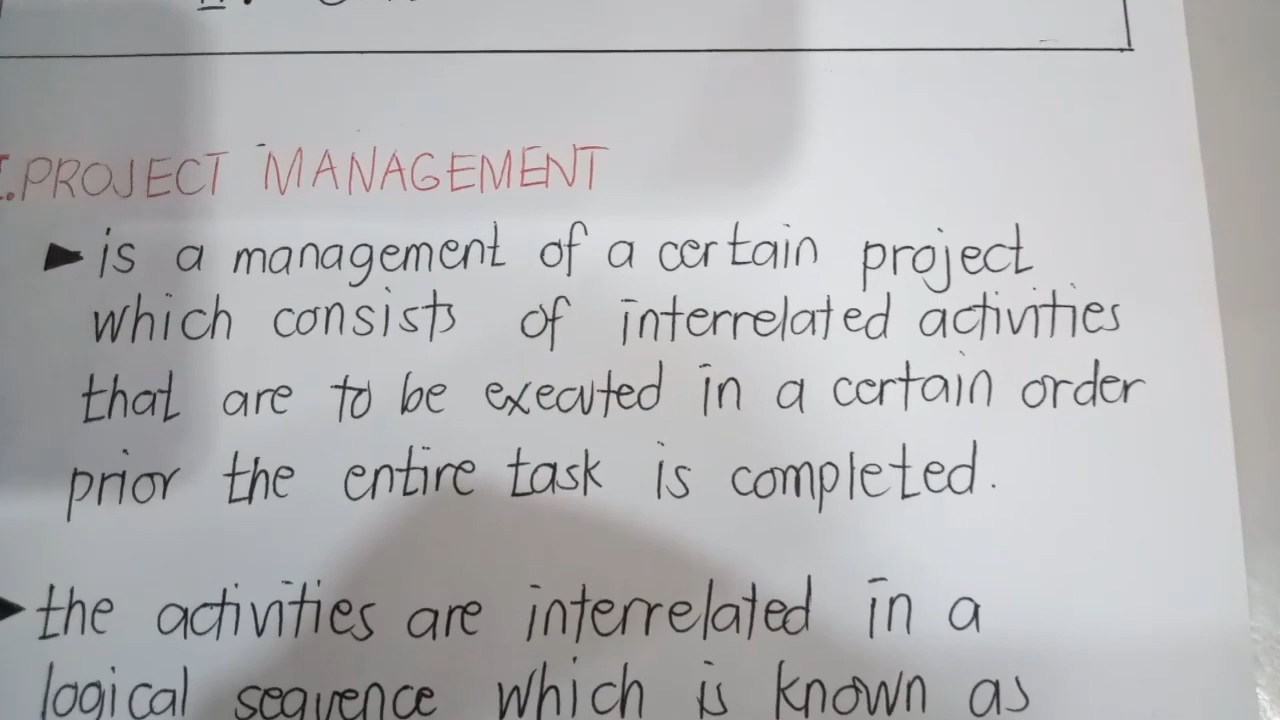 .PROJECT MANAGEMENT
► is a management of a certain project
which consists of interrelated activities
that are to be executed in a certain order
prior the entire task is completed.
► the activities are interrelated in a
logical sequence which is known as